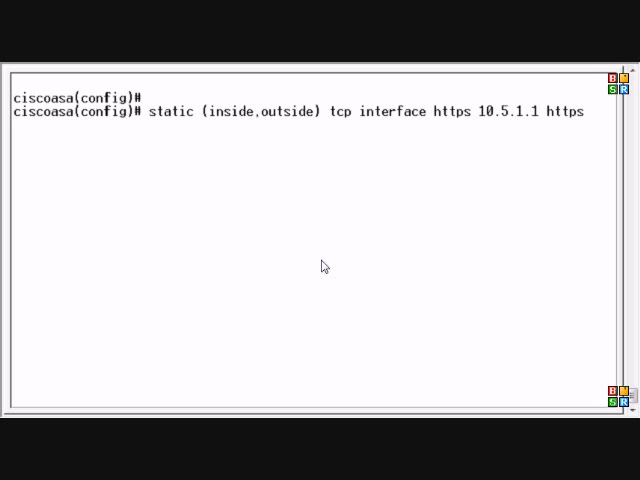 ciscoasa(config)#
ciscoasa(config)# static (inside,outside) tcp interface https 10.5.1.1 https
B M
S R
B M
S R